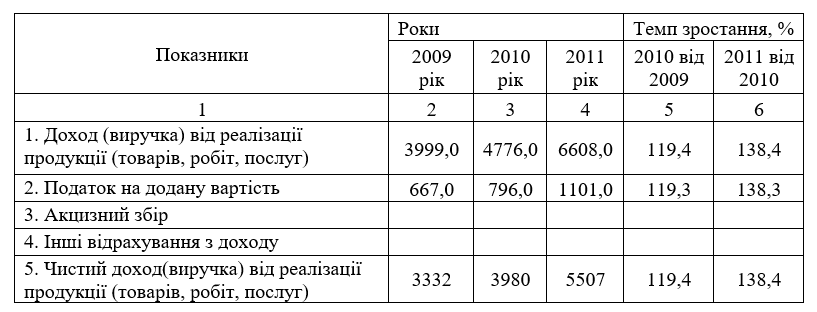 Показники Роки Темп зростання, %
2009 рік 2010 рік 2011 рік 2010 від 2009 2011 від 2010
1 2 3 4 5 6
1. Доход (виручка) від реалізації
продукції (товарів, робіт, послуг) 3999,0 4776,0 6608,0 119,4 138,4
2. Податок на додану вартість 667,0 796,0 1101,0 119,3 138,3
3. Акцизний збір
4. Інші відрахування з доходу
5. Чистий доход(виручка) від реалізації
продукції (товарів, робіт, послуг) 3332 3980 5507 119,4 138,4